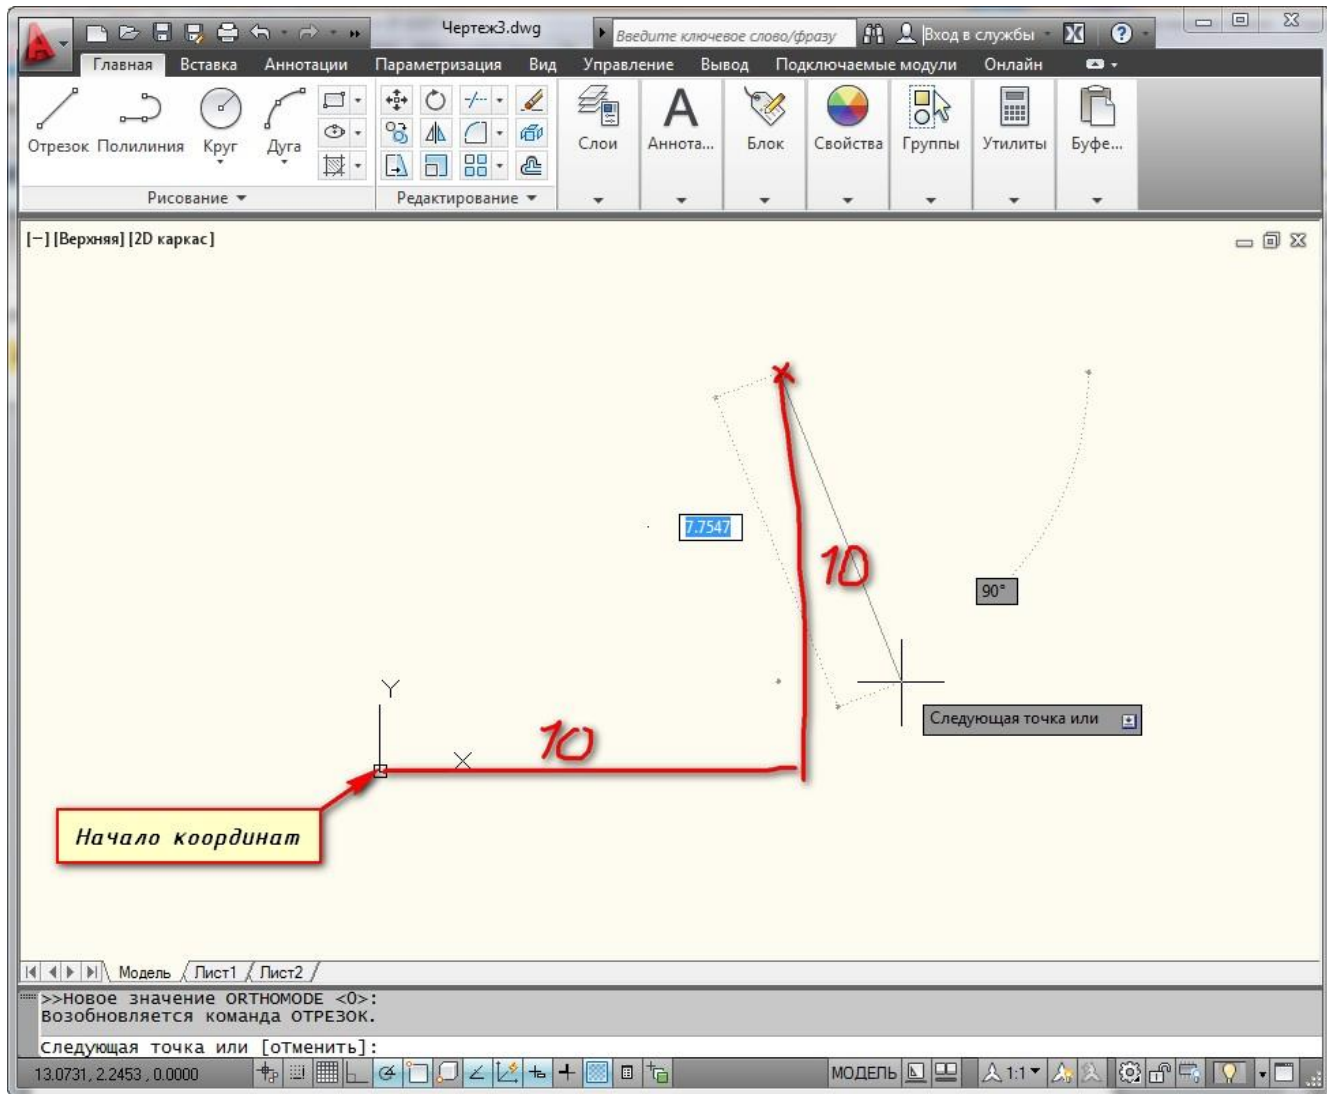 Чертеж3.dwg
Введите ключевое слово/фразу
Вход в службы
Главная Вставка Аннотации Параметризация Вид Управление Вывод Подключаемые модули Онлайн
Отрезок Полилиния Круг Дуга
Слои Аннота... Блок Свойства Группы Утилиты Буфе...
Рисование Редактирование
[−] [Верхняя] [2D каркас]
7.7547
10
90°
Y
Следующая точка или
10
X
Начало координат
Модель Лист1 Лист2
>>Новое значение ORTHOMODE <0>:
Возобновляется команда ОТРЕЗОК.
Следующая точка или [оТменить]:
13.0731, 2.2453 , 0.0000
МОДЕЛЬ
1:1